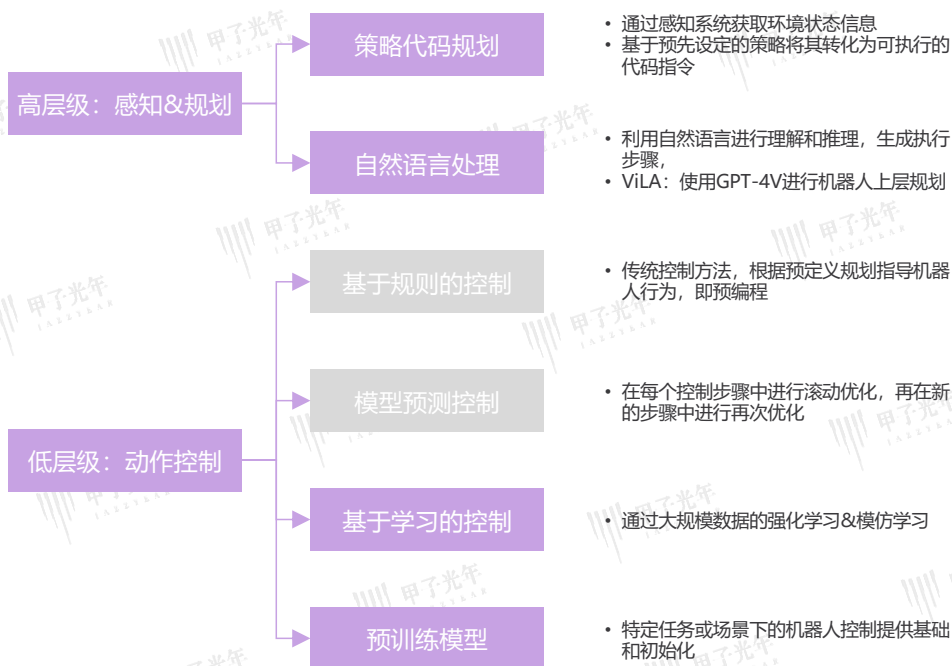 策略代码规划
• 通过感知系统获取环境状态信息
• 基于预先设定的策略将其转化为可执行的
代码指令
高层级：感知&规划
自然语言处理
• 利用自然语言进行理解和推理，生成执行
步骤，
• ViLA：使用GPT-4V进行机器人上层规划
基于规则的控制
• 传统控制方法，根据预定义规划指导机器
人行为，即预编程
模型预测控制
• 在每个控制步骤中进行滚动优化，再在新
的步骤中进行再次优化
低层级：动作控制
基于学习的控制
• 通过大规模数据的强化学习&模仿学习
预训练模型
• 特定任务或场景下的机器人控制提供基础
和初始化
甲子光年
JAZZYEAR